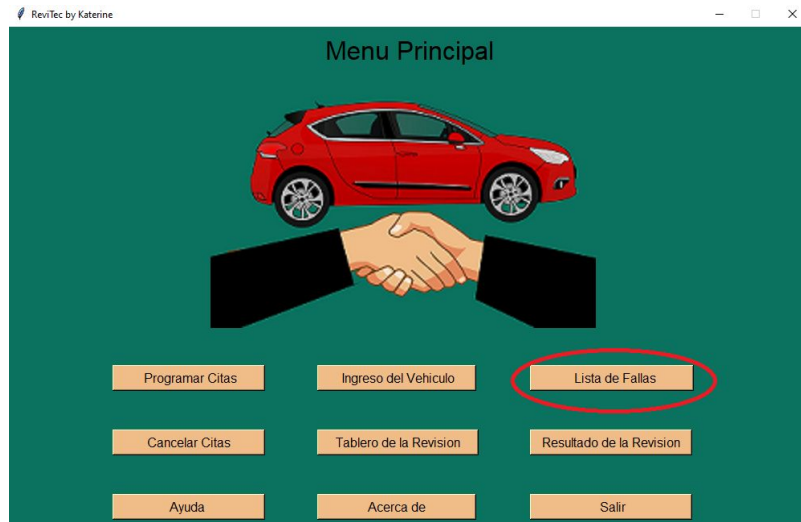 ReviTec by Katerine
Menu Principal
Programar Citas
Ingreso del Vehiculo
Lista de Fallas
Cancelar Citas
Tablero de la Revision
Resultado de la Revision
Ayuda
Acerca de
Salir